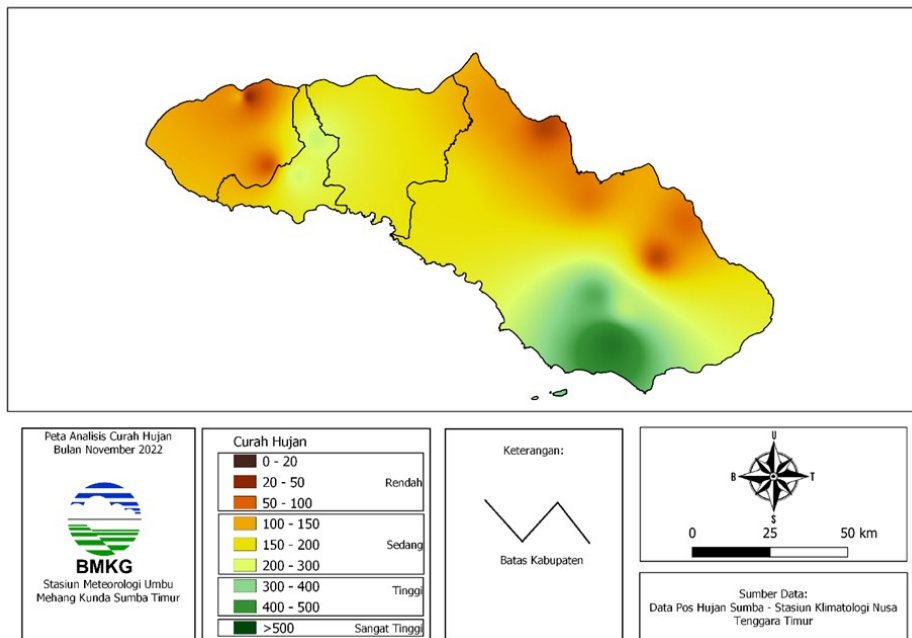 Peta Analisis Curah Hujan
Bulan November 2022
BMKG
Stasiun Meteorologi Umbu
Mehang Kunda Sumba Timur
Curah Hujan
0 - 20
20 - 50
Rendah
50 - 100
100 - 150
150 - 200
Sedang
200 - 300
300 - 400
Tinggi
400 - 500
>500
Sangat Tinggi
Keterangan:
Batas Kabupaten
U
B
T
S
0
25
50 km
Sumber Data:
Data Pos Hujan Sumba - Stasiun Klimatologi Nusa
Tenggara Timur